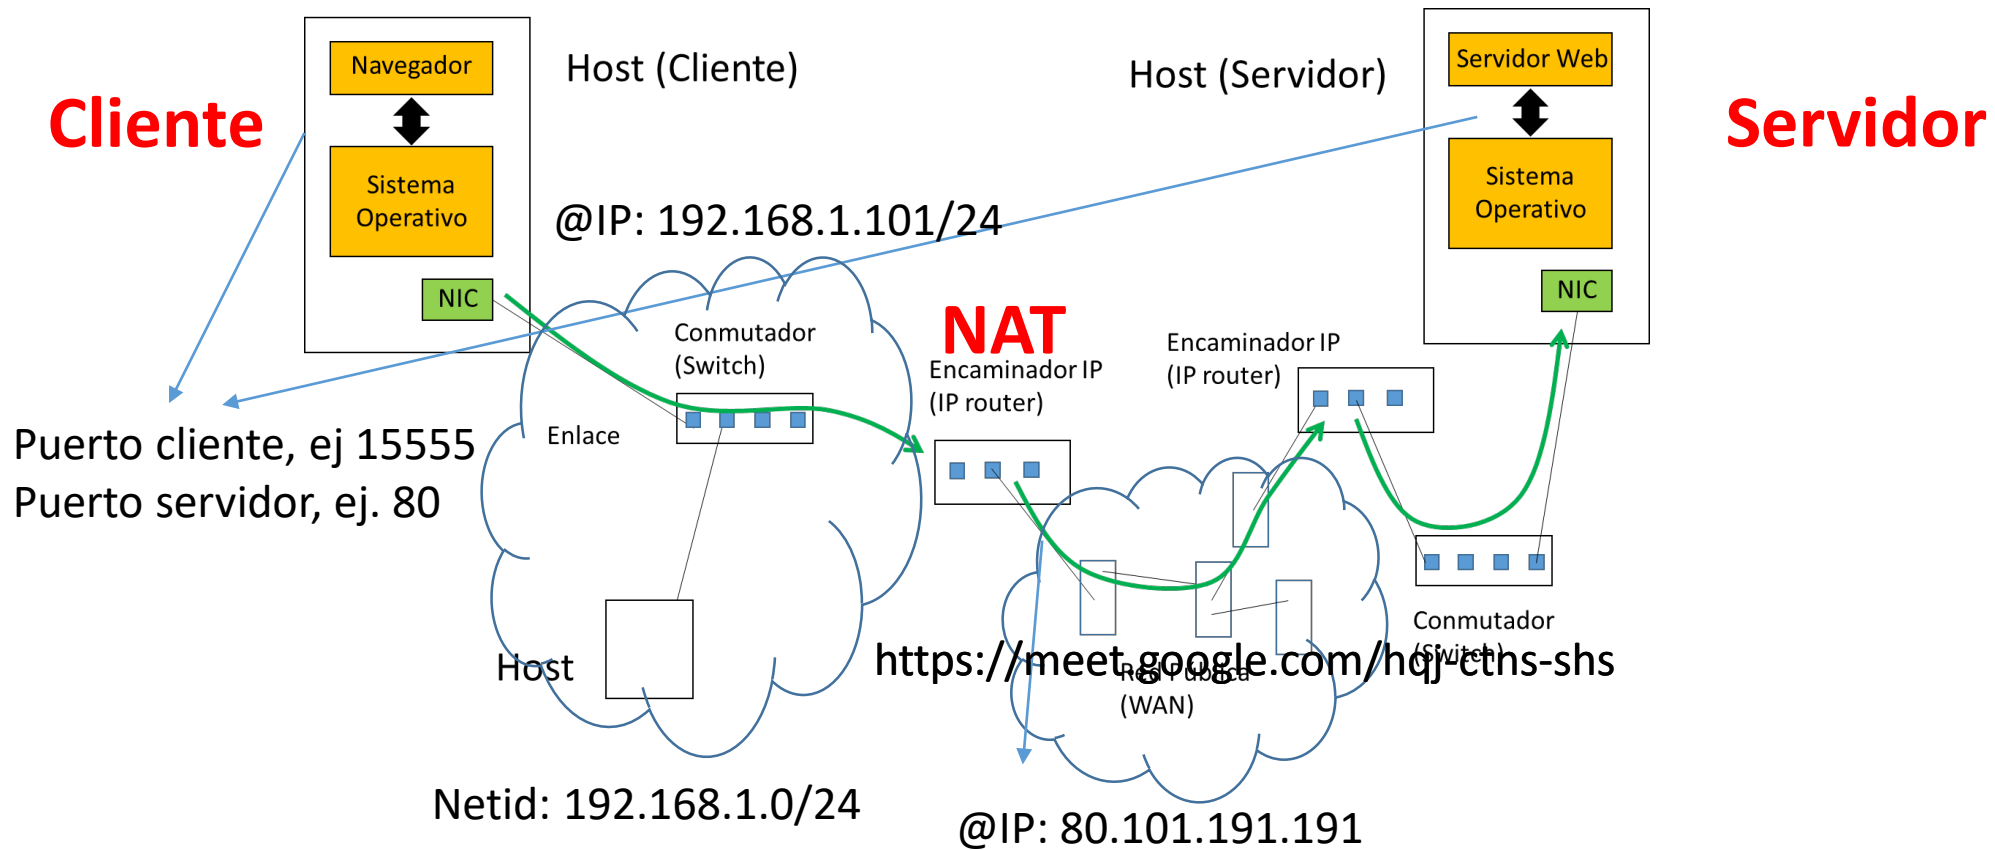 Navegador
Host (Cliente)
Host (Servidor)
Servidor Web
Cliente
Servidor
Sistema
Operativo
Sistema
Operativo
@IP: 192.168.1.101/24
NIC
NIC
Conmutador
(Switch)
NAT
Encaminador IP
(IP router)
Encaminador IP
(IP router)
Enlace
Puerto cliente, ej 15555
Puerto servidor, ej. 80
Conmutador
(Switch)
Host
https://meet.google.com/hqj-ctns-shs
Red Pública
(WAN)
Netid: 192.168.1.0/24
@IP: 80.101.191.191